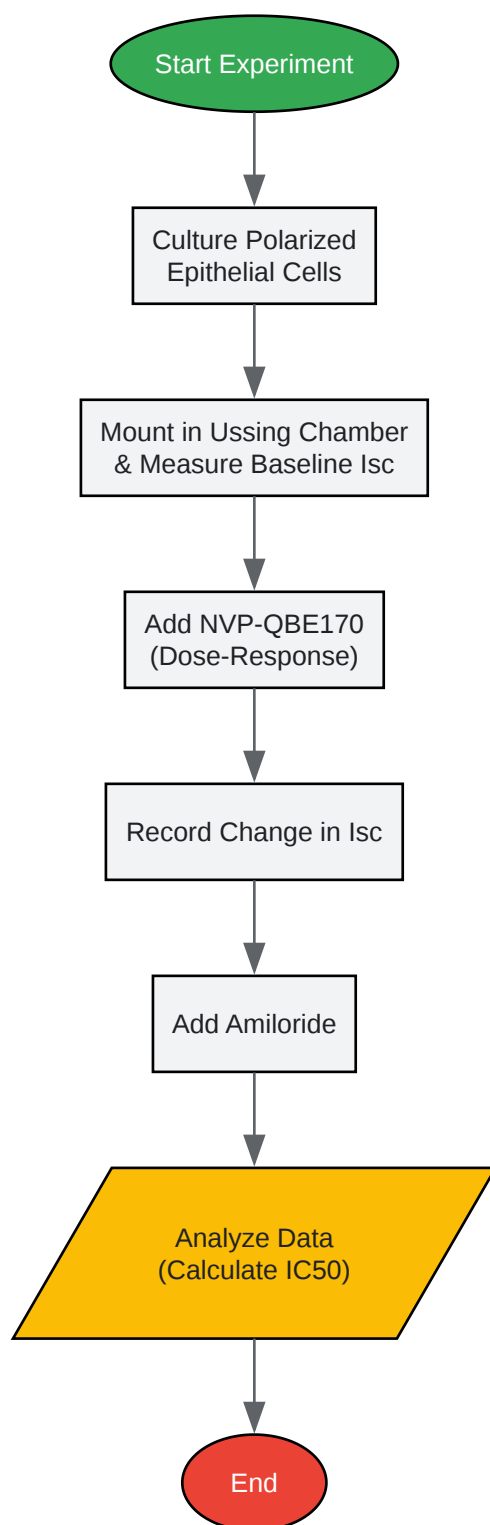 Start Experiment
Culture Polarized
Epithelial Cells
Mount in Ussing Chamber
& Measure Baseline Isc
Add NVP-QBE170
(Dose-Response)
Record Change in Isc
Add Amiloride
Analyze Data
(Calculate IC50)
End